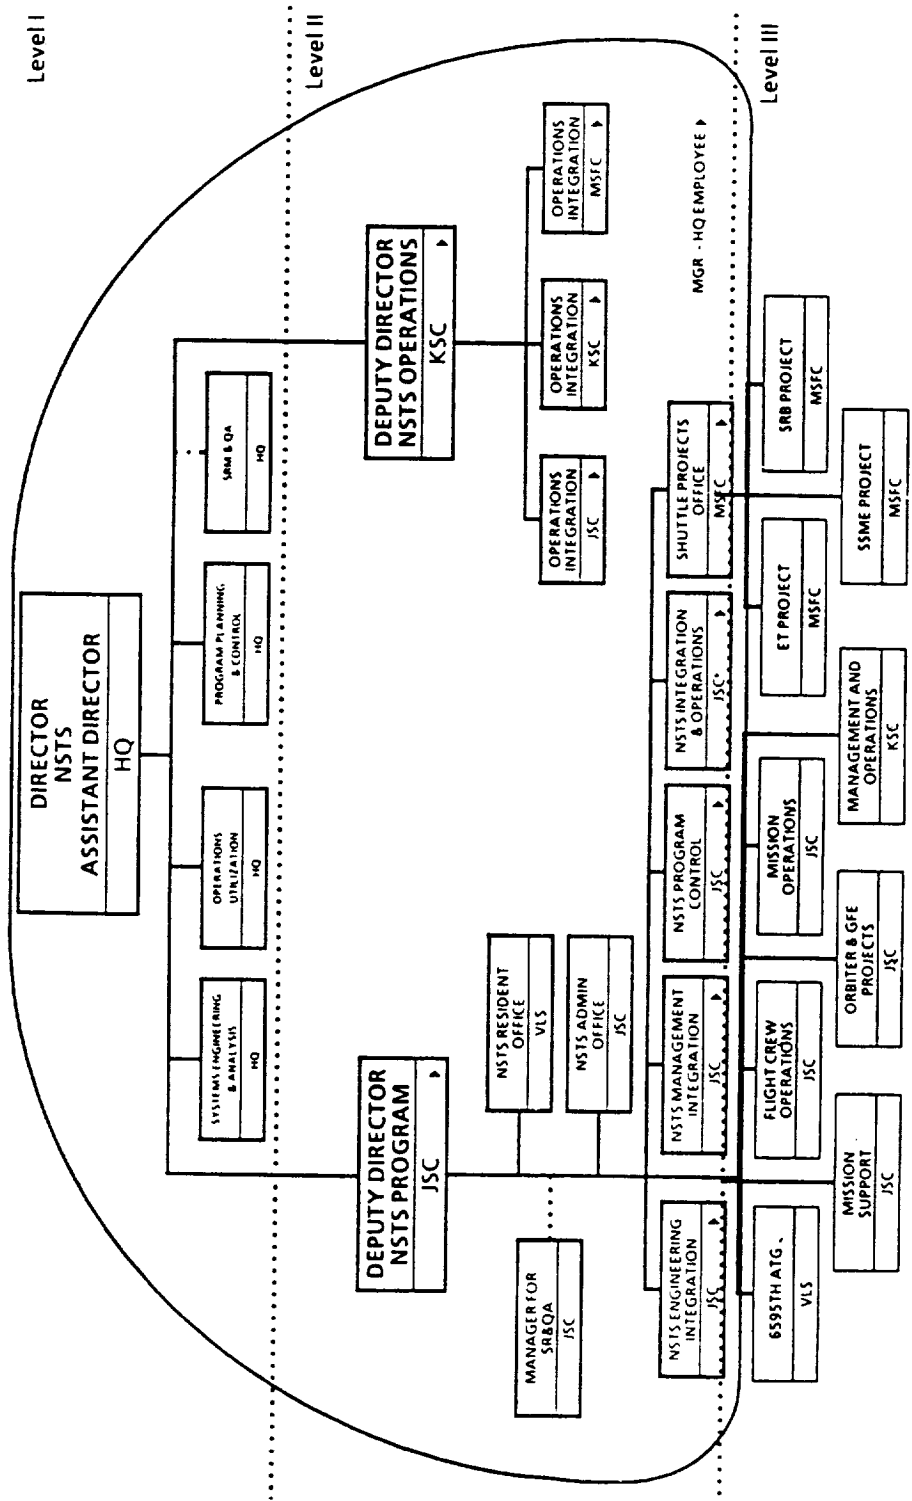 Level I
DIRECTOR
NSTS
ASSISTANT DIRECTOR
HQ
SYSTEMS ENGINEERING
& ANALYSIS
HQ
OPERATIONS
UTILIZATION
HQ
PROGRAM PLANNING
& CONTROL
HQ
SRM & QA
HQ
Level II
DEPUTY DIRECTOR
NSTS PROGRAM
JSC
DEPUTY DIRECTOR
NSTS OPERATIONS
KSC
MANAGER FOR
SR&QA
JSC
NSTS RESIDENT
OFFICE
VLS
NSTS ADMIN
OFFICE
JSC
OPERATIONS
INTEGRATION
JSC
OPERATIONS
INTEGRATION
KSC
OPERATIONS
INTEGRATION
MSFC
NSTS ENGINEERING
INTEGRATION
JSC
NSTS MANAGEMENT
INTEGRATION
JSC
NSTS PROGRAM
CONTROL
JSC
NSTS INTEGRATION
& OPERATIONS
JSC*
SHUTTLE PROJECTS
OFFICE
MSFC
MGR - HQ EMPLOYEE
Level III
6595TH ATG
VLS
FLIGHT CREW
OPERATIONS
JSC
MISSION
OPERATIONS
JSC
ET PROJECT
MSFC
SRB PROJECT
MSFC
MISSION
SUPPORT
JSC
ORBITER & GFE
PROJECTS
JSC
MANAGEMENT AND
OPERATIONS
KSC
SSME PROJECT
MSFC